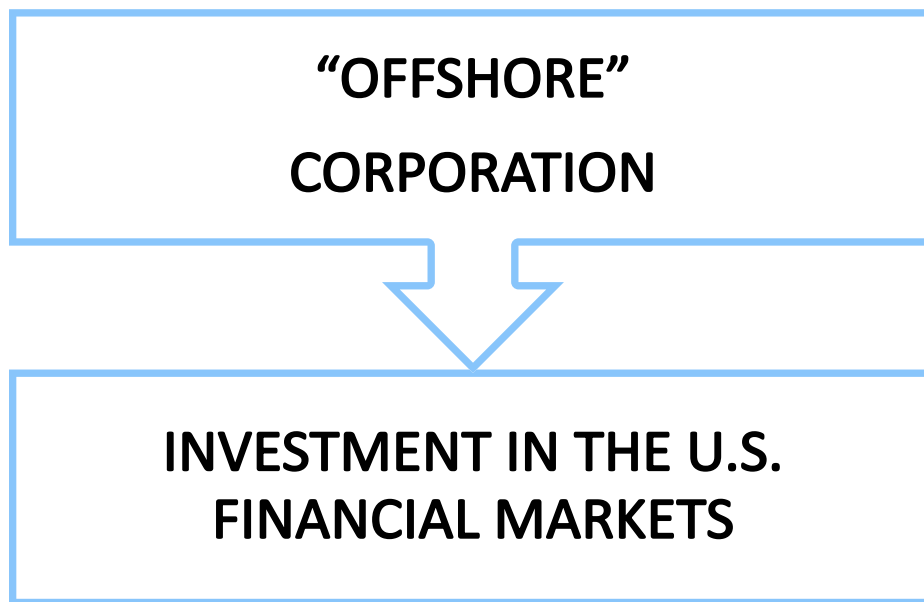 “OFFSHORE”
CORPORATION
INVESTMENT IN THE U.S.
FINANCIAL MARKETS